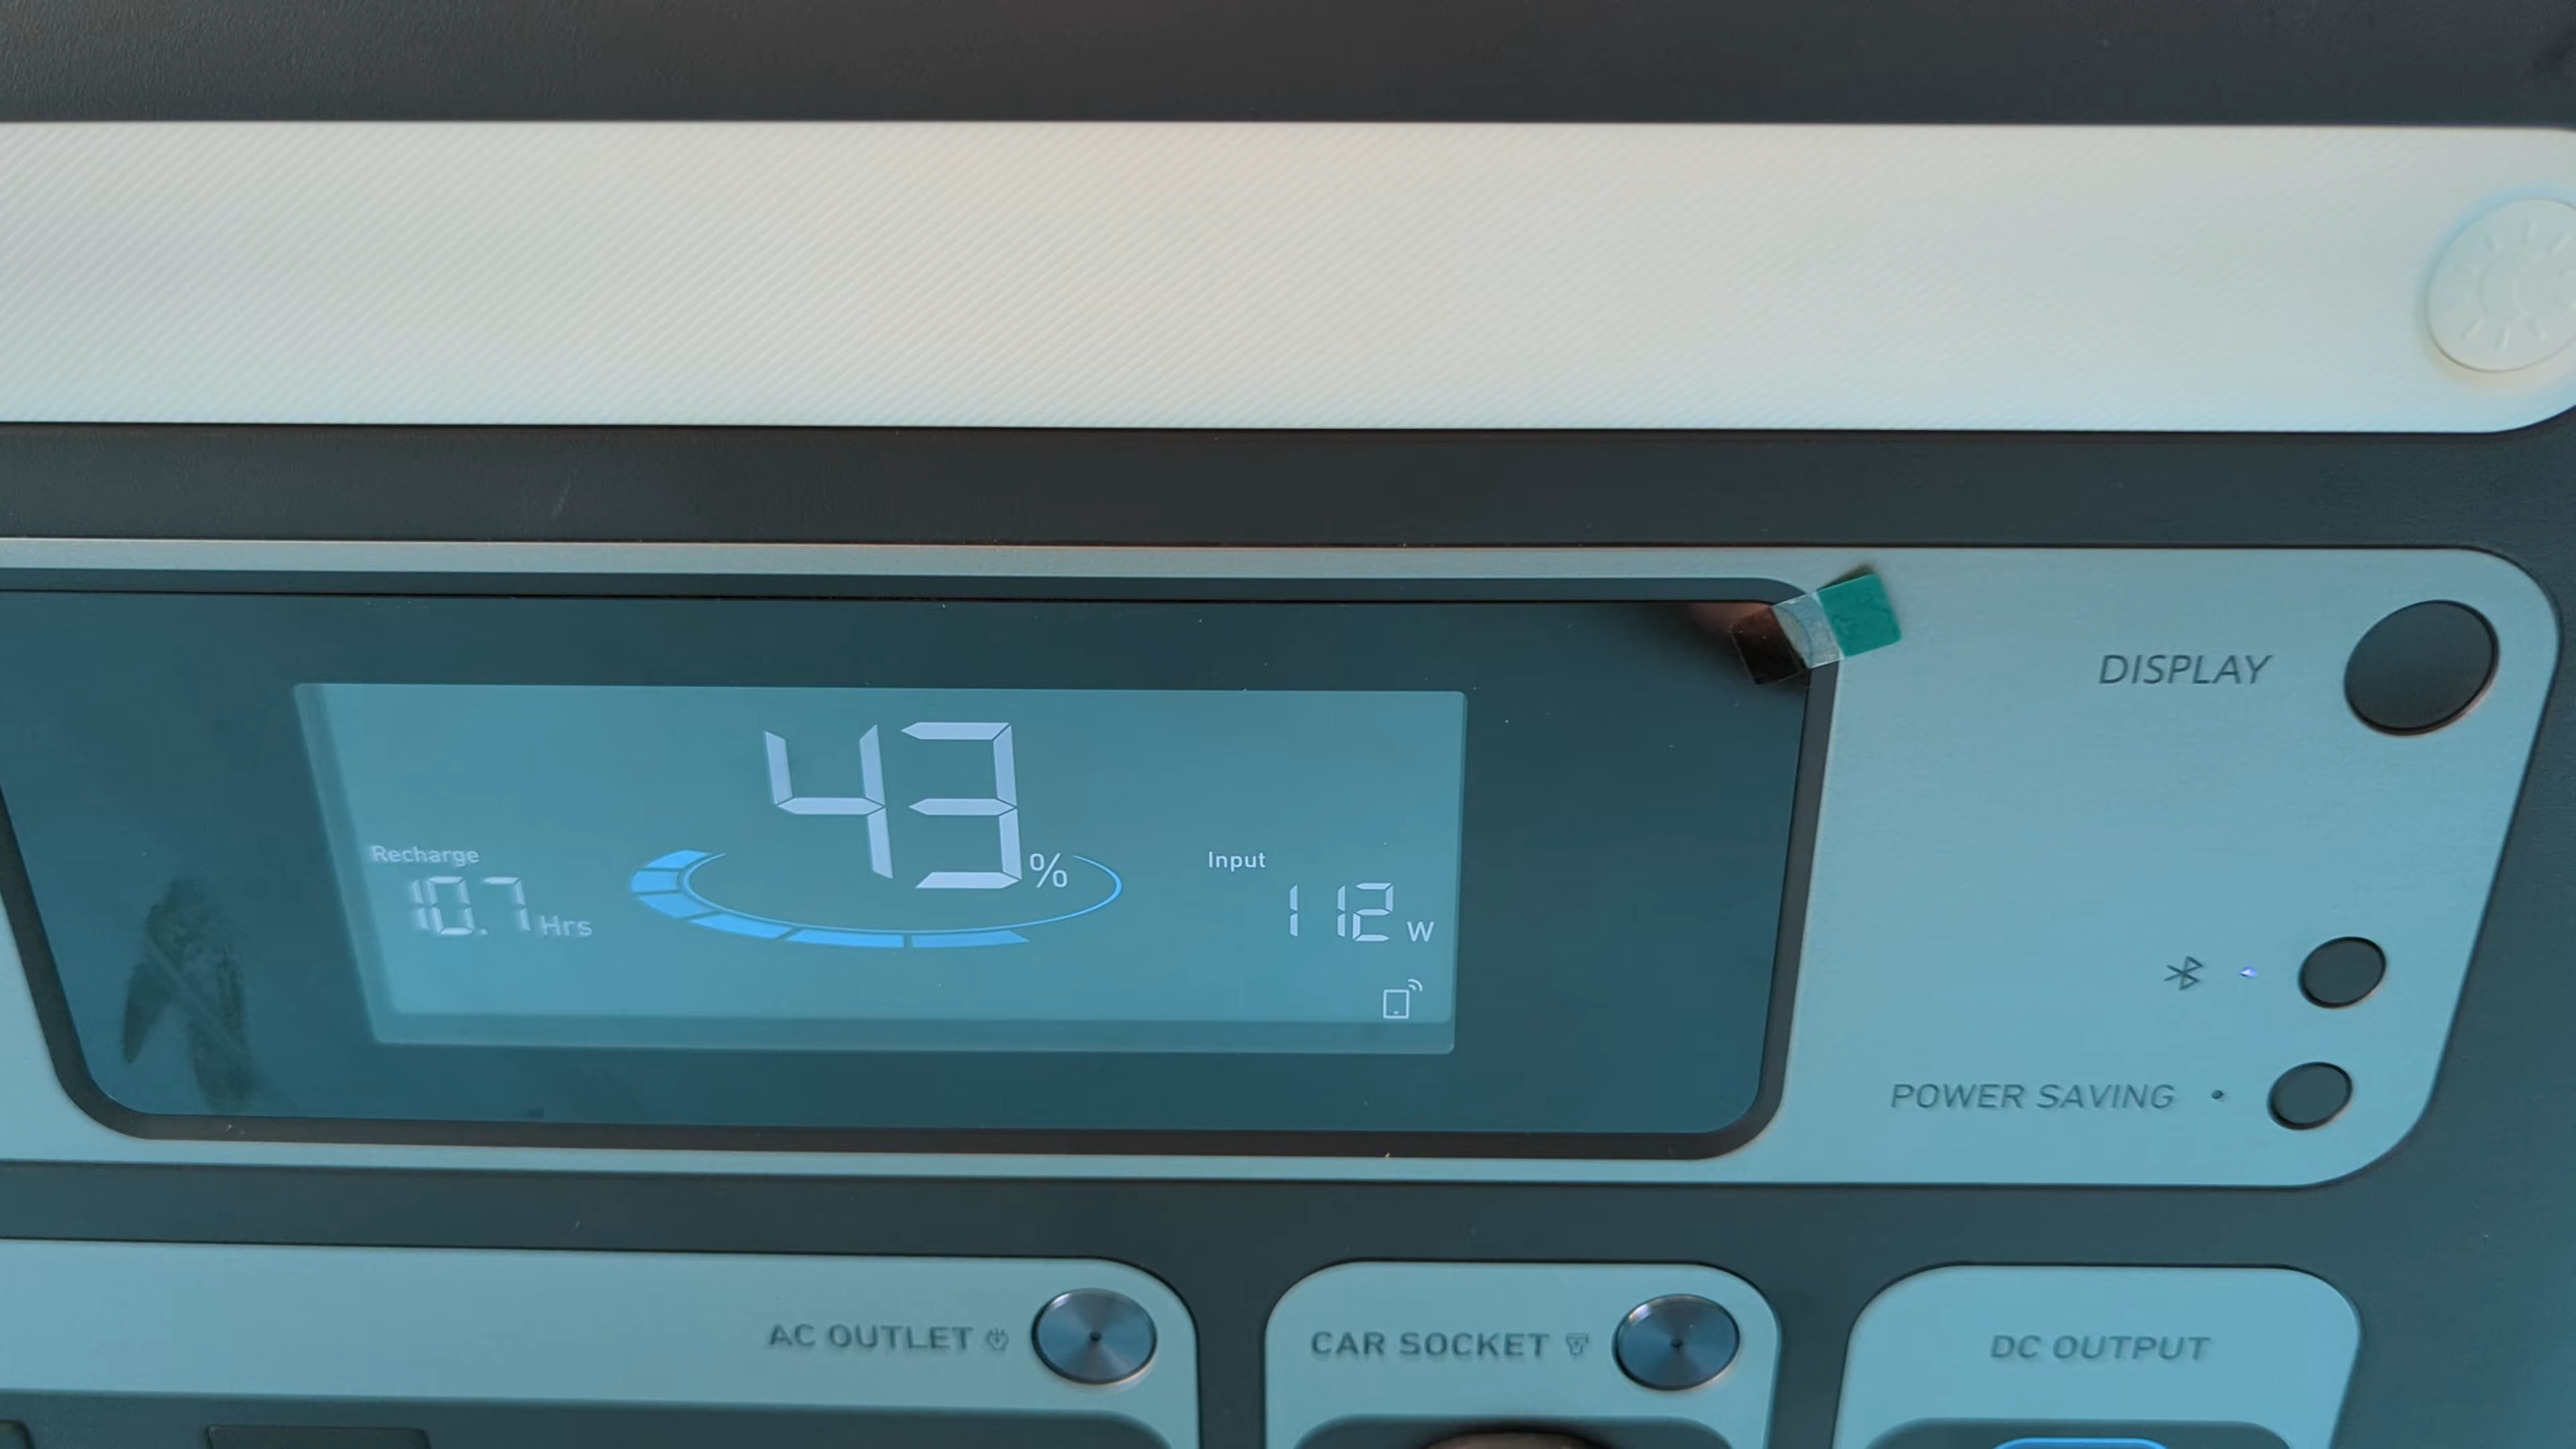 DISPLAY
43%
Recharge
10.7 Hrs
Input
112 W
POWER SAVING
AC OUTLET
CAR SOCKET
DC OUTPUT